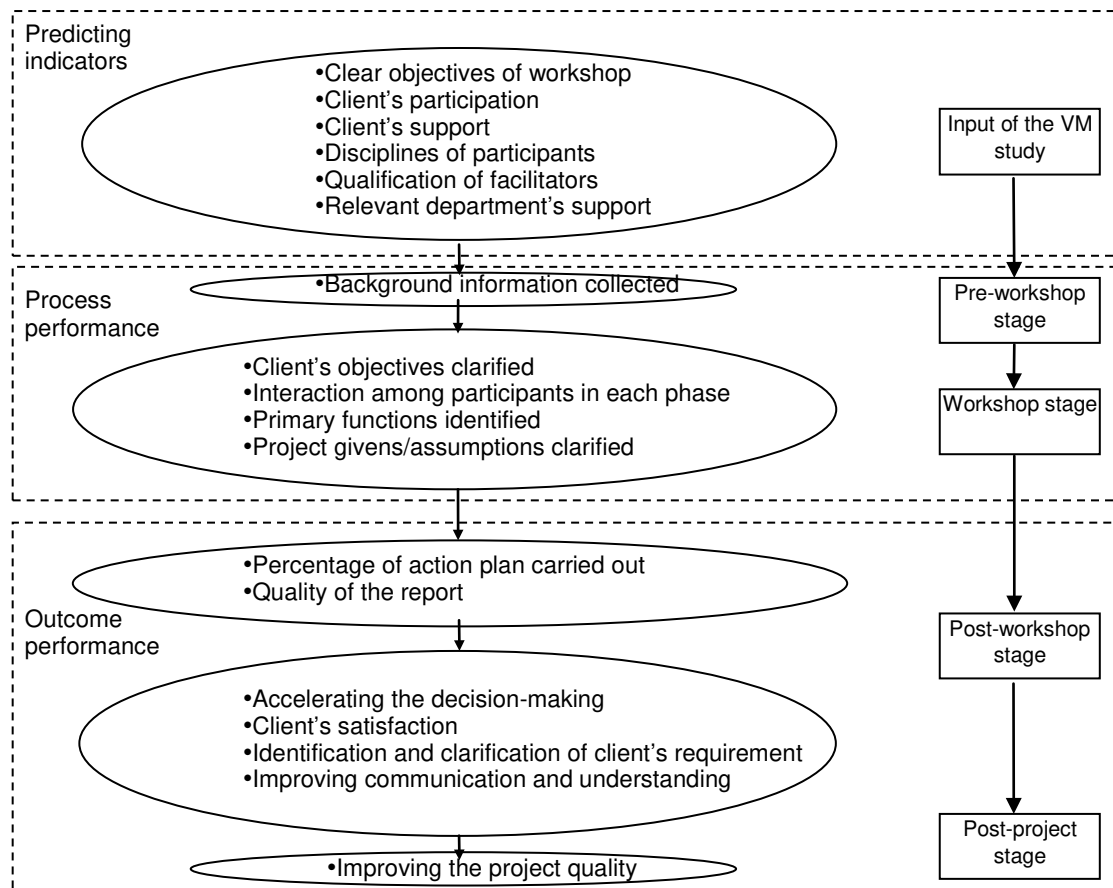 Predicting
indicators
•Clear objectives of workshop
•Client's participation
•Client's support
•Disciplines of participants
•Qualification of facilitators
•Relevant department's support
Input of the VM
study
Process
performance
•Background information collected
Pre-workshop
stage
•Client's objectives clarified
•Interaction among participants in each phase
•Primary functions identified
•Project givens/assumptions clarified
Workshop stage
Outcome
performance
•Percentage of action plan carried out
•Quality of the report
Post-workshop
stage
•Accelerating the decision-making
•Client's satisfaction
•Identification and clarification of client's requirement
•Improving communication and understanding
•Improving the project quality
Post-project
stage